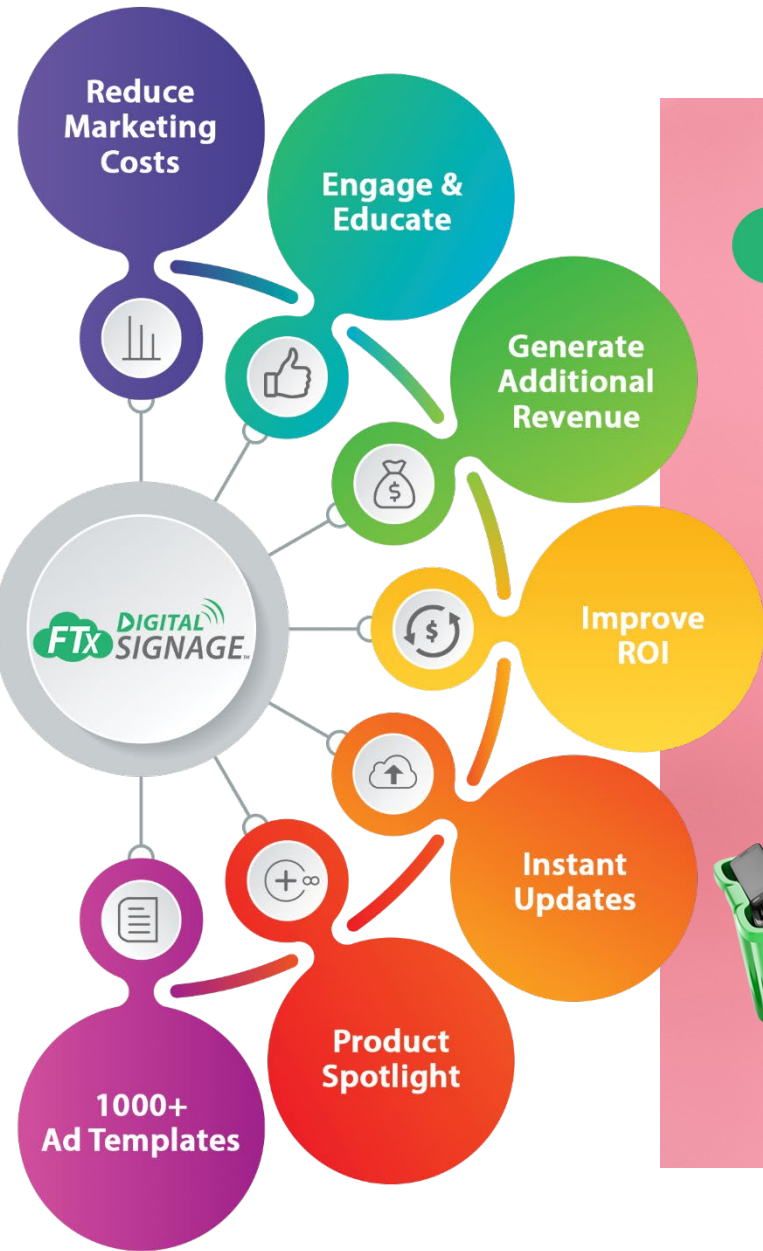 Reduce
Marketing
Costs
Engage &
Educate
Generate
Additional
Revenue
Improve
ROI
FTx DIGITAL
SIGNAGE™
Instant
Updates
Product
Spotlight
1000+
Ad Templates